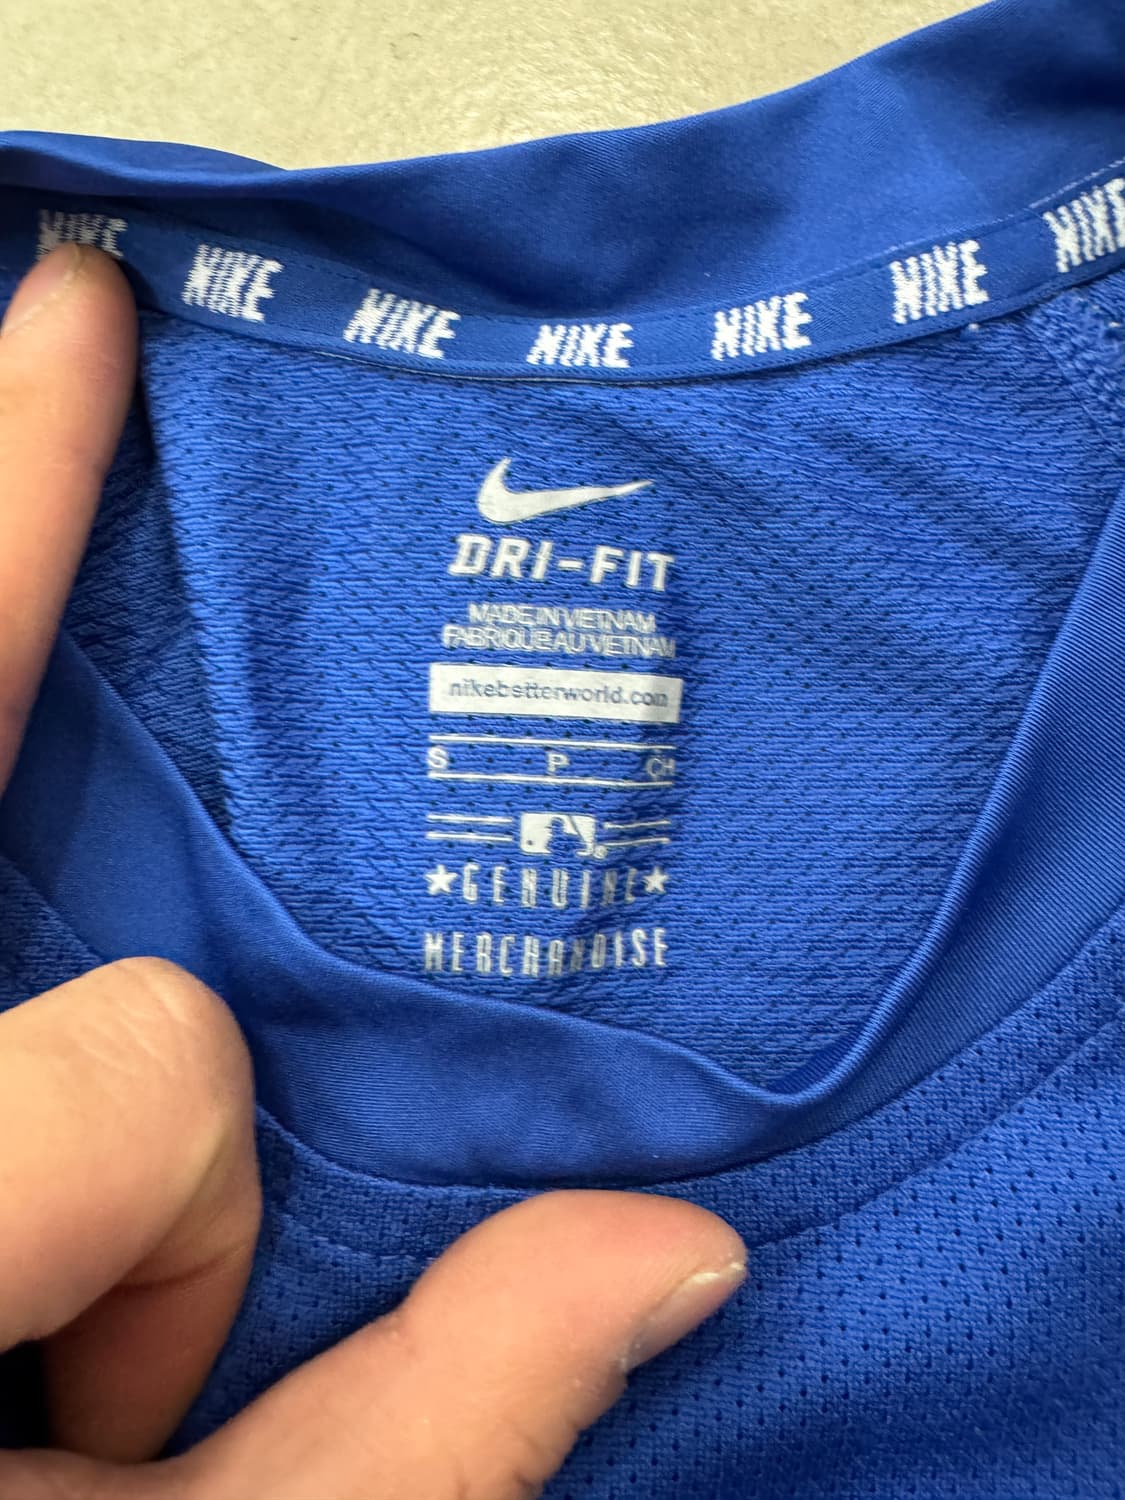 NIKE NIKE NIKE NIKE NIKE NIKE NIKE
DRI-FIT
MADE IN VIETNAM
FABRIQUE AU VIETNAM
nikebetterworld.com
S P CH
★GENUINE★
MERCHANDISE